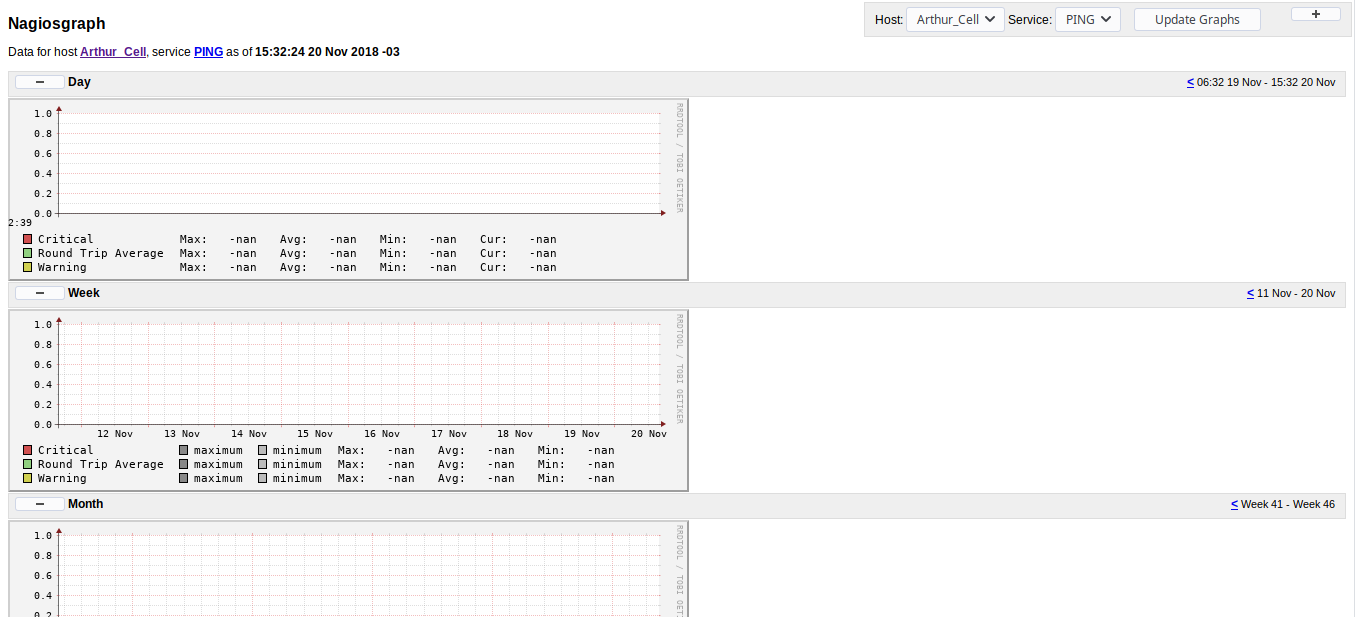 Nagiosgraph
Host: Arthur_Cell Service: PING Update Graphs +
Data for host Arthur_Cell, service PING as of 15:32:24 20 Nov 2018 -03
− Day < 06:32 19 Nov - 15:32 20 Nov
1.0
0.8
0.6
0.4
0.2
0.0
2:39
RRDTOOL / TOBI OETIKER
Critical Max: -nan Avg: -nan Min: -nan Cur: -nan
Round Trip Average Max: -nan Avg: -nan Min: -nan Cur: -nan
Warning Max: -nan Avg: -nan Min: -nan Cur: -nan
− Week < 11 Nov - 20 Nov
1.0
0.8
0.6
0.4
0.2
0.0
12 Nov 13 Nov 14 Nov 15 Nov 16 Nov 17 Nov 18 Nov 19 Nov 20 Nov
RRDTOOL / TOBI OETIKER
Critical maximum minimum Max: -nan Avg: -nan Min: -nan
Round Trip Average maximum minimum Max: -nan Avg: -nan Min: -nan
Warning maximum minimum Max: -nan Avg: -nan Min: -nan
− Month < Week 41 - Week 46
1.0
0.8
0.6
0.4
0.2
RRDTOOL / TOBI OET